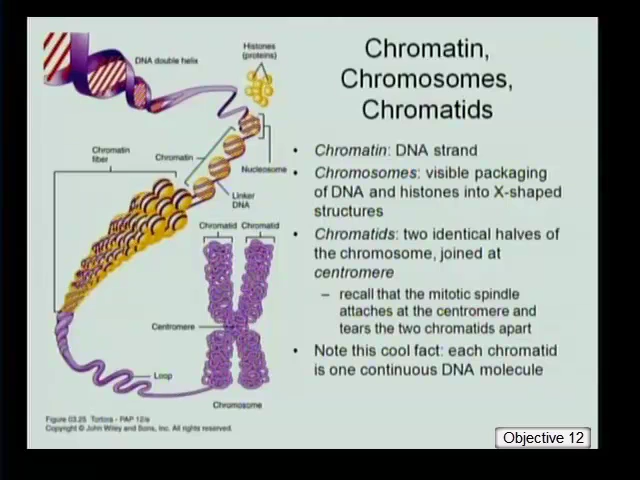 Chromatin,
Chromosomes,
Chromatids
• Chromatin: DNA strand
• Chromosomes: visible packaging
of DNA and histones into X-shaped
structures
• Chromatids: two identical halves of
the chromosome, joined at
centromere
– recall that the mitotic spindle
attaches at the centromere and
tears the two chromatids apart
• Note this cool fact: each chromatid
is one continuous DNA molecule
DNA double helix
Histones
(proteins)
Chromatin
fiber
Chromatin
Nucleosome
Linker
DNA
Chromatid Chromatid
Centromere
Loop
Chromosome
Figure 03.25 Tortora - PAP 12/e
Copyright © John Wiley and Sons, Inc. All rights reserved.
Objective 12